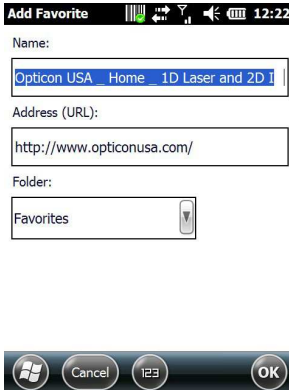 Add Favorite 12:22
Name:
Opticon USA _ Home _ 1D Laser and 2D I
Address (URL):
http://www.opticonusa.com/
Folder:
Favorites
Cancel 123 OK